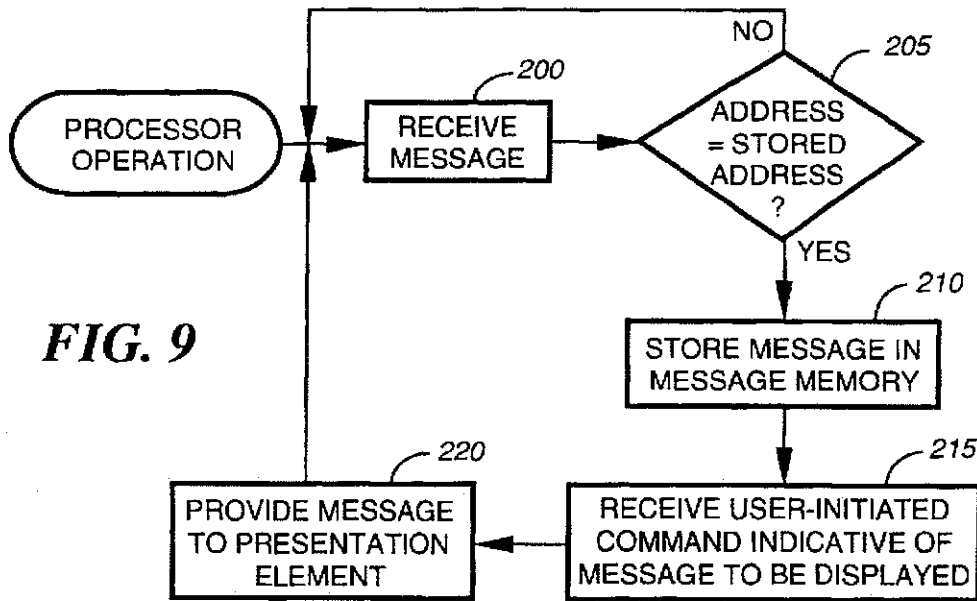 NO
205
200
PROCESSOR
OPERATION
RECEIVE
MESSAGE
ADDRESS
= STORED
ADDRESS
?
YES
210
FIG. 9
STORE MESSAGE IN
MESSAGE MEMORY
220
215
PROVIDE MESSAGE
TO PRESENTATION
ELEMENT
RECEIVE USER-INITIATED
COMMAND INDICATIVE OF
MESSAGE TO BE DISPLAYED